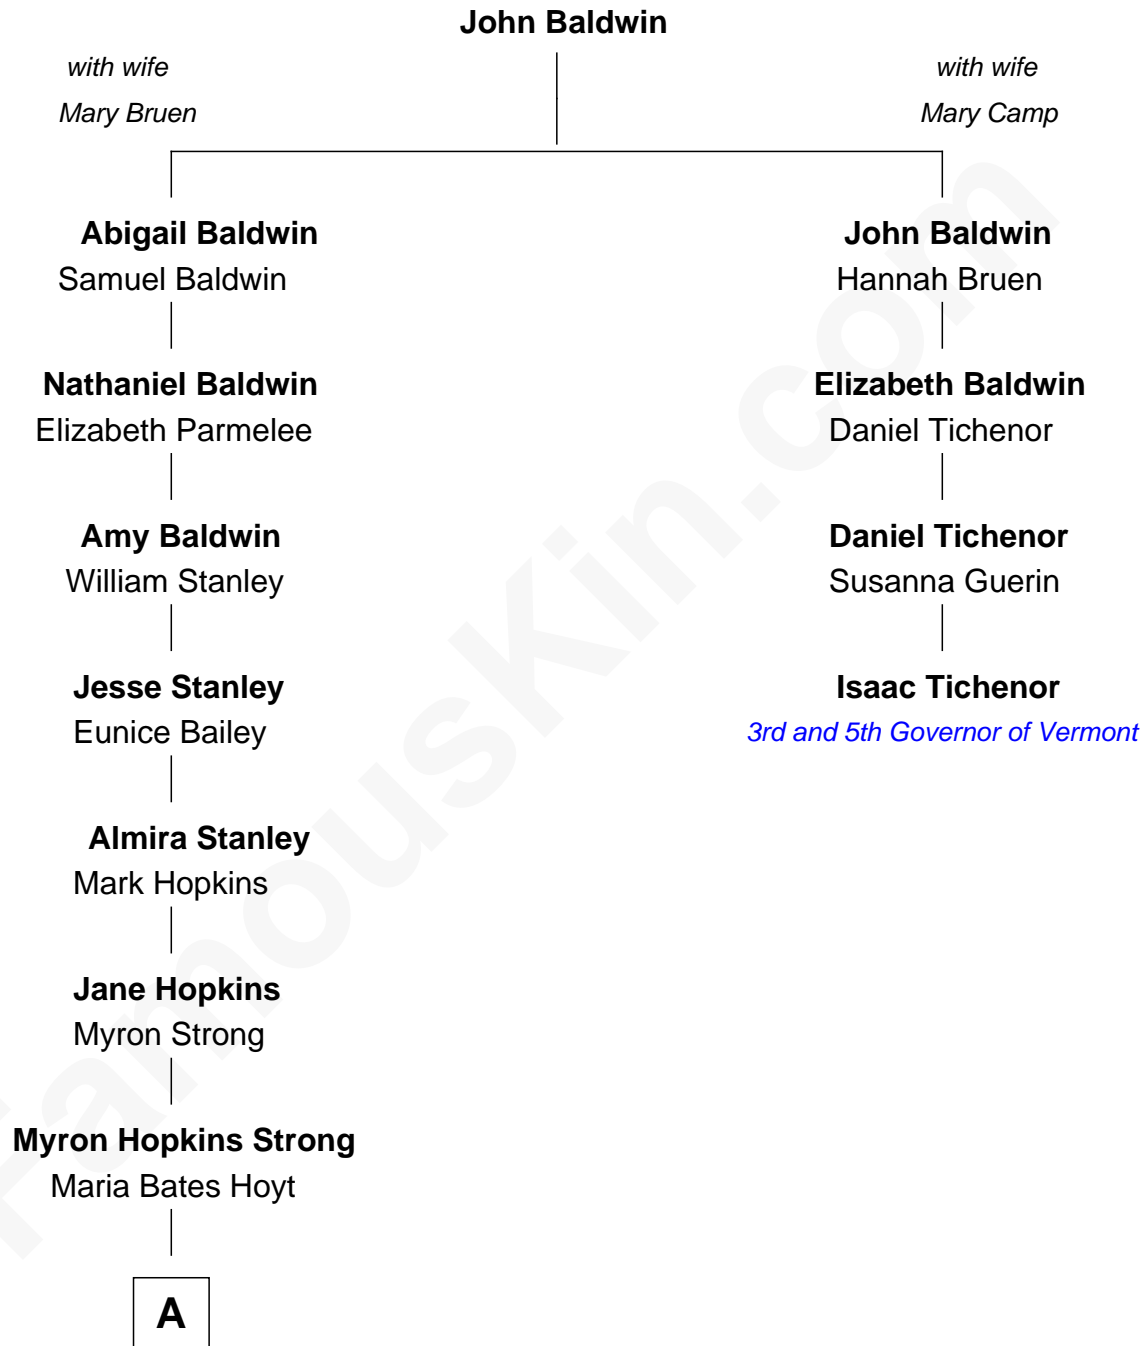 John Baldwin
with wife
Mary Bruen
with wife
Mary Camp
Abigail Baldwin
Samuel Baldwin
John Baldwin
Hannah Bruen
Nathaniel Baldwin
Elizabeth Parmelee
Elizabeth Baldwin
Daniel Tichenor
Amy Baldwin
William Stanley
Daniel Tichenor
Susanna Guerin
Jesse Stanley
Eunice Bailey
Isaac Tichenor
3rd and 5th Governor of Vermont
Almira Stanley
Mark Hopkins
Jane Hopkins
Myron Strong
Myron Hopkins Strong
Maria Bates Hoyt
A
FamousKin.com